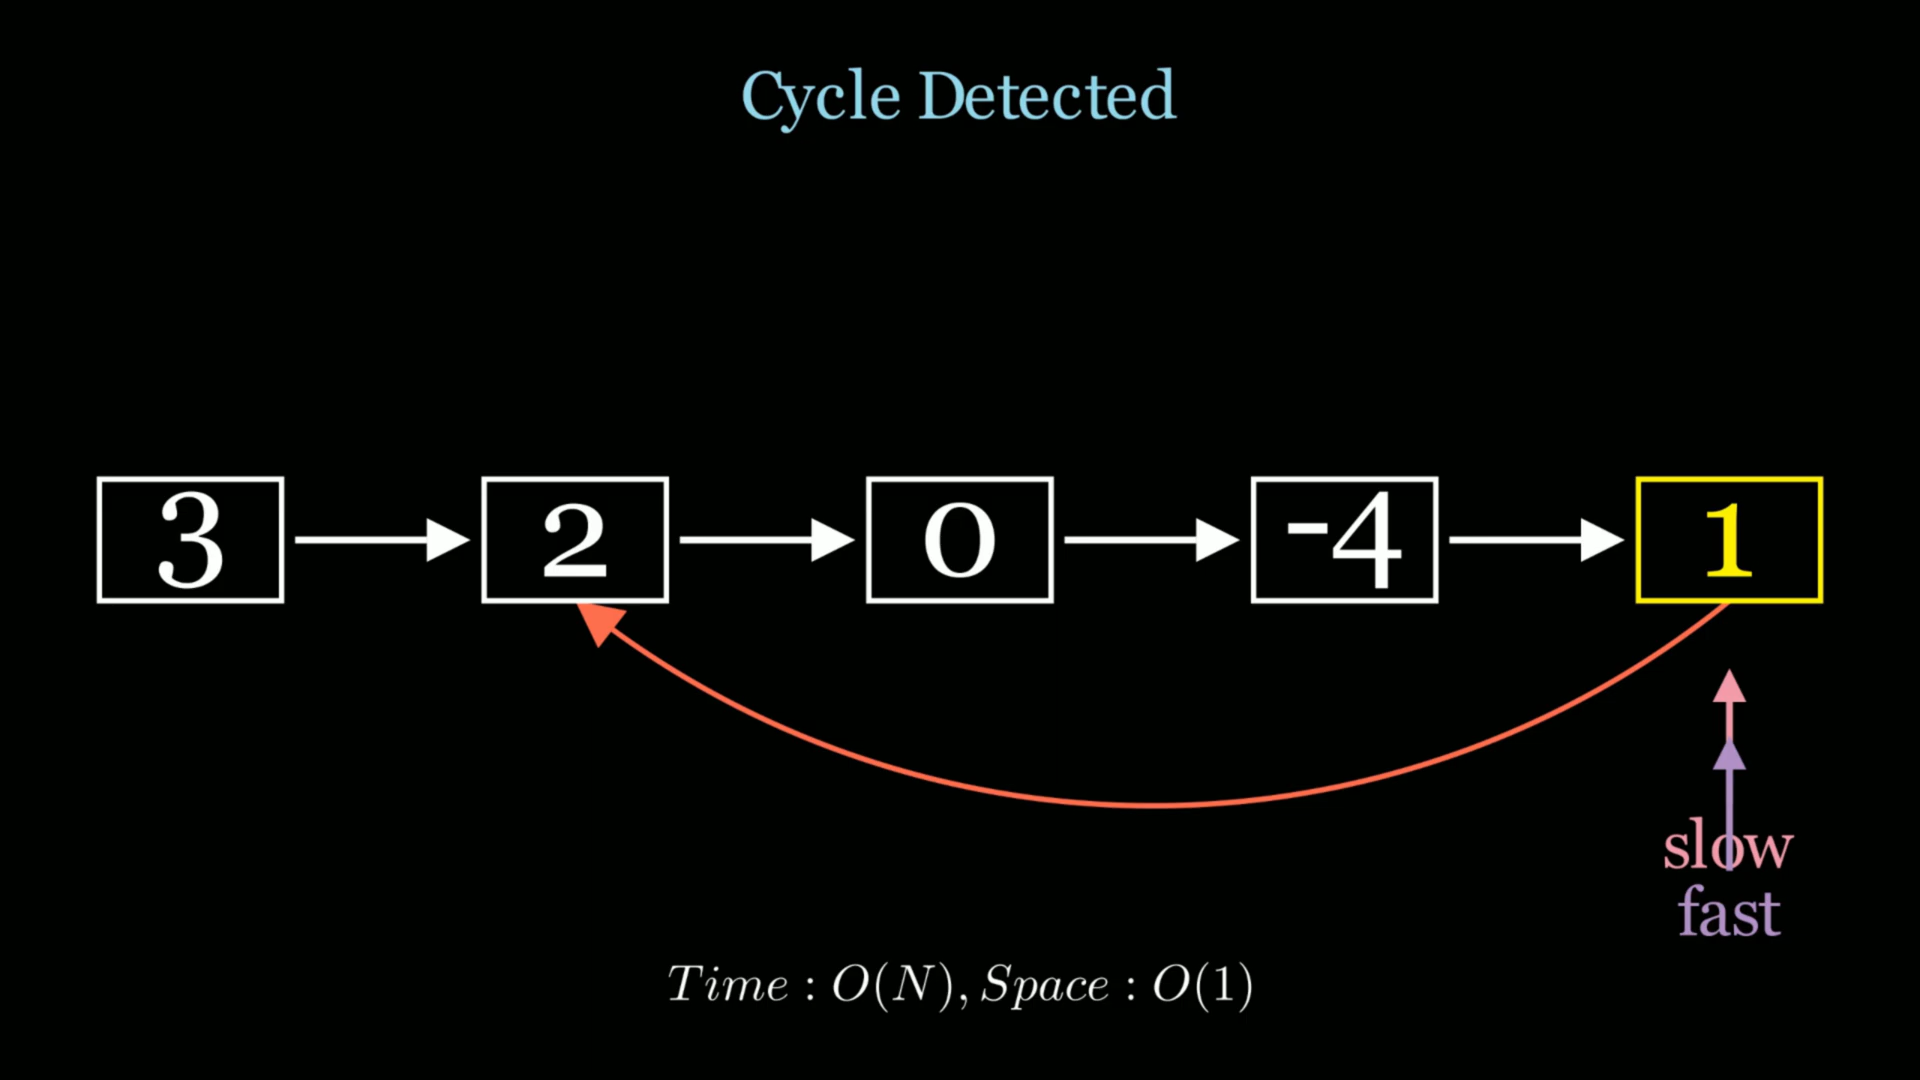 Cycle Detected
3 2 0 -4 1
slow
fast
Time : O(N), Space : O(1)